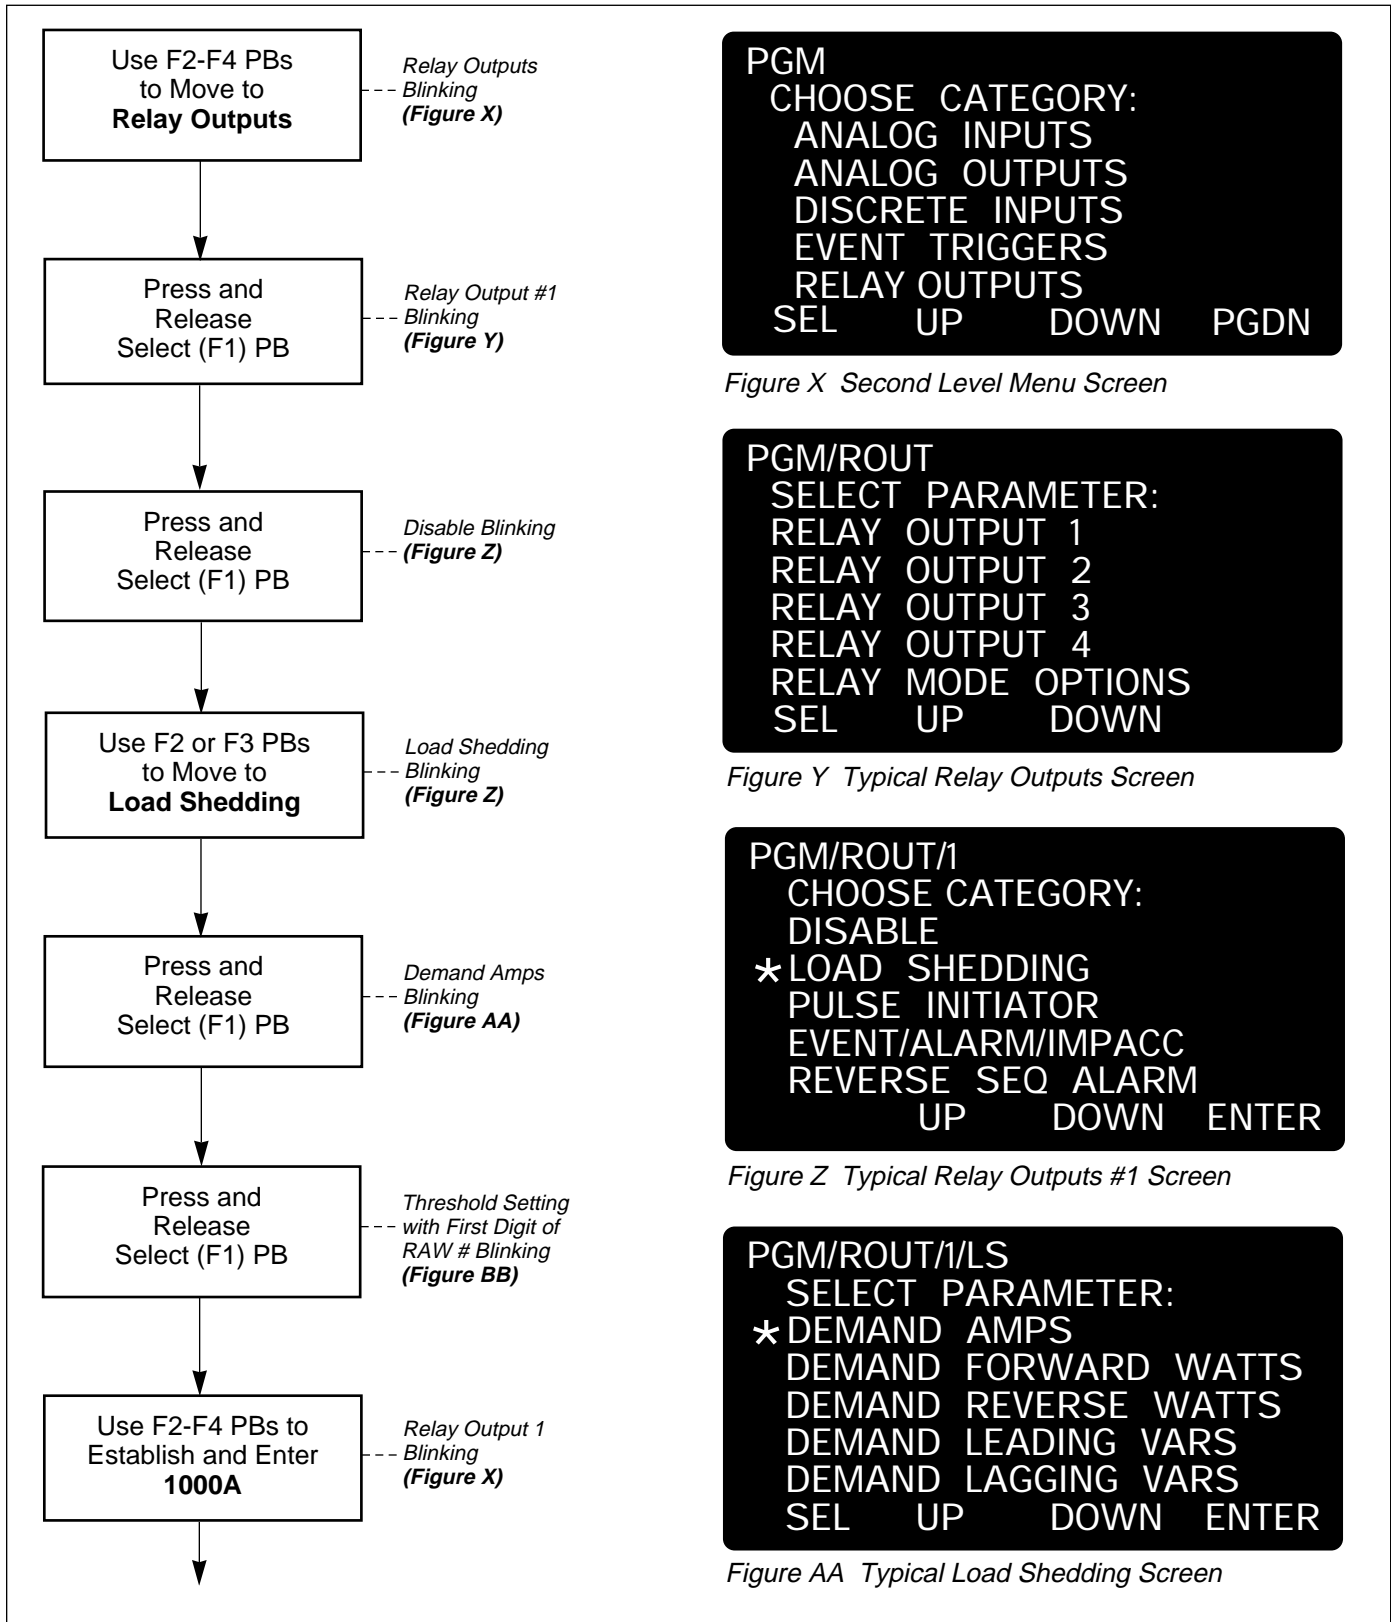 Use F2-F4 PBs
to Move to
Relay Outputs
Relay Outputs
Blinking
(Figure X)
Press and
Release
Select (F1) PB
Relay Output #1
Blinking
(Figure Y)
Press and
Release
Select (F1) PB
Disable Blinking
(Figure Z)
Use F2 or F3 PBs
to Move to
Load Shedding
Load Shedding
Blinking
(Figure Z)
Press and
Release
Select (F1) PB
Demand Amps
Blinking
(Figure AA)
Press and
Release
Select (F1) PB
Threshold Setting
with First Digit of
RAW # Blinking
(Figure BB)
Use F2-F4 PBs to
Establish and Enter
1000A
Relay Output 1
Blinking
(Figure X)
PGM
CHOOSE CATEGORY:
ANALOG INPUTS
ANALOG OUTPUTS
DISCRETE INPUTS
EVENT TRIGGERS
RELAY OUTPUTS
SEL UP DOWN PGDN
Figure X Second Level Menu Screen
PGM/ROUT
SELECT PARAMETER:
RELAY OUTPUT 1
RELAY OUTPUT 2
RELAY OUTPUT 3
RELAY OUTPUT 4
RELAY MODE OPTIONS
SEL UP DOWN
Figure Y Typical Relay Outputs Screen
PGM/ROUT/1
CHOOSE CATEGORY:
DISABLE
*LOAD SHEDDING
PULSE INITIATOR
EVENT/ALARM/IMPACC
REVERSE SEQ ALARM
UP DOWN ENTER
Figure Z Typical Relay Outputs #1 Screen
PGM/ROUT/1/LS
SELECT PARAMETER:
*DEMAND AMPS
DEMAND FORWARD WATTS
DEMAND REVERSE WATTS
DEMAND LEADING VARS
DEMAND LAGGING VARS
SEL UP DOWN ENTER
Figure AA Typical Load Shedding Screen